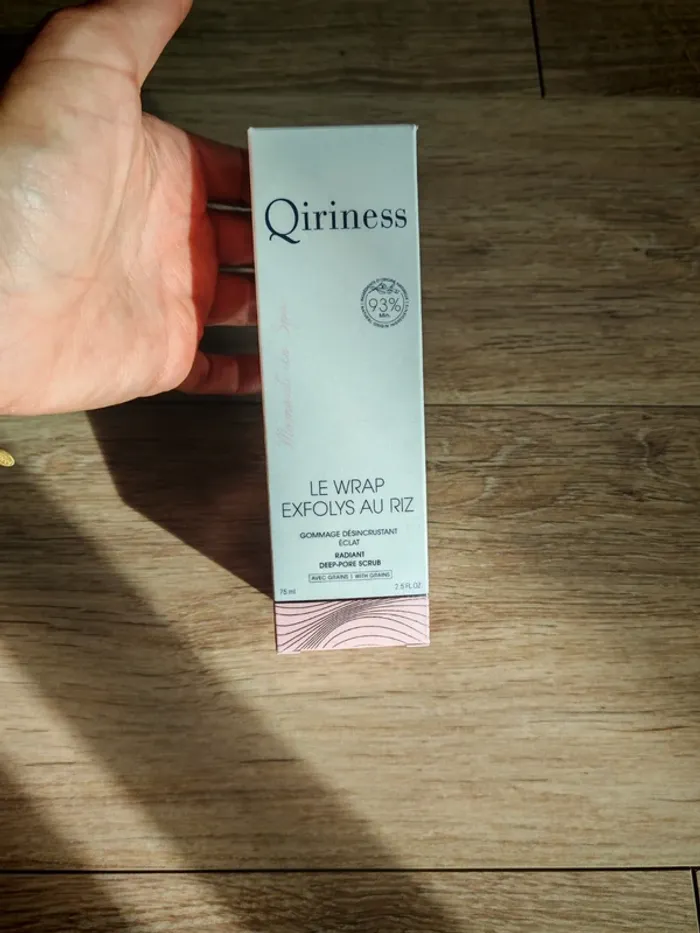 Qiriness
93%
Min.
LE WRAP
EXFOLYS AU RIZ
GOMMAGE DÉSINCRUSTANT
ÉCLAT
RADIANT
DEEP-PORE SCRUB
AVEC GRAINS | WITH GRAINS
75 ml 2.5 FL.OZ